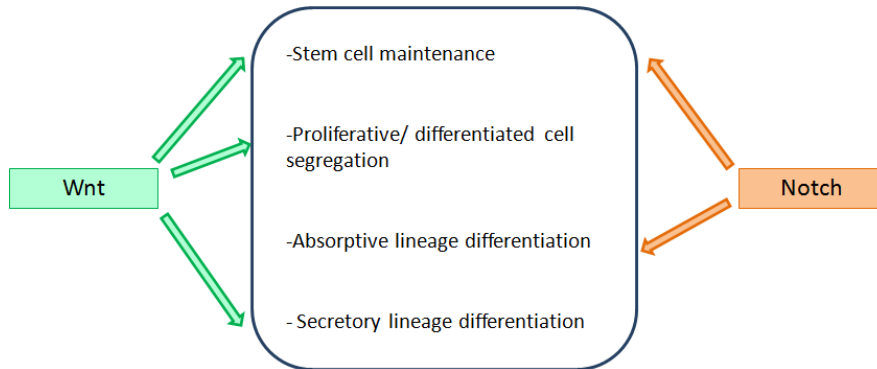 -Stem cell maintenance
-Proliferative/ differentiated cell
segregation
Wnt
Notch
-Absorptive lineage differentiation
- Secretory lineage differentiation